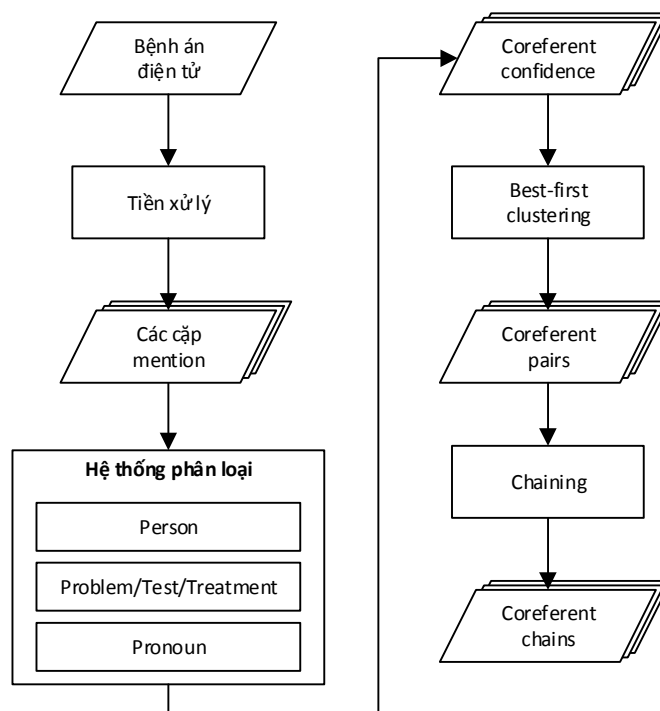 Bệnh án
điện tử
Tiền xử lý
Các cặp
mention
Hệ thống phân loại
Person
Problem/Test/Treatment
Pronoun
Coreferent
confidence
Best-first
clustering
Coreferent
pairs
Chaining
Coreferent
chains